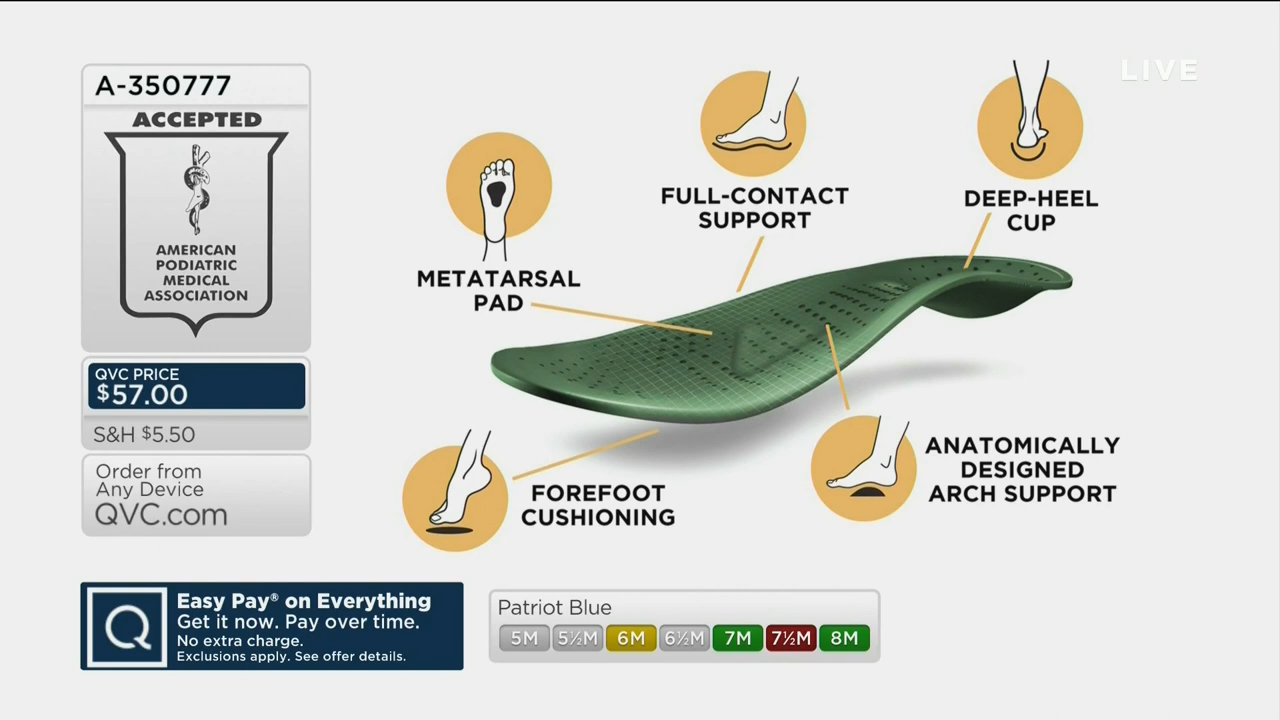 A-350777
ACCEPTED
AMERICAN
PODIATRIC
MEDICAL
ASSOCIATION
QVC PRICE
$57.00
S&H $5.50
Order from
Any Device
QVC.com
LIVE
METATARSAL
PAD
FULL-CONTACT
SUPPORT
DEEP-HEEL
CUP
FOREFOOT
CUSHIONING
ANATOMICALLY
DESIGNED
ARCH SUPPORT
Q
Easy Pay® on Everything
Get it now. Pay over time.
No extra charge.
Exclusions apply. See offer details.
Patriot Blue
5M 5½M 6M 6½M 7M 7½M 8M